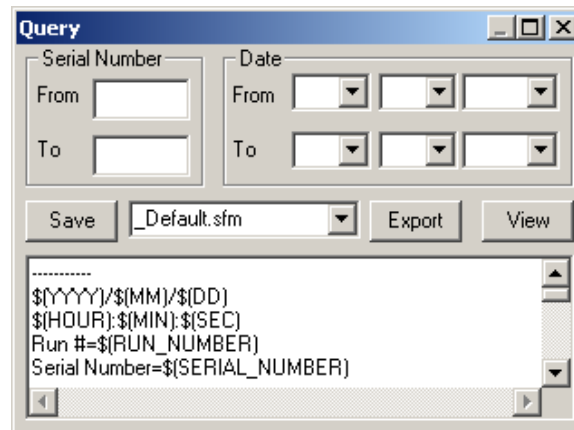 Query
Serial Number
From
To
Date
From
To
Save
_Default.sfm
Export
View
-----------
$(YYYY)/$(MM)/$(DD)
$(HOUR):$(MIN):$(SEC)
Run #=$(RUN_NUMBER)
Serial Number=$(SERIAL_NUMBER)